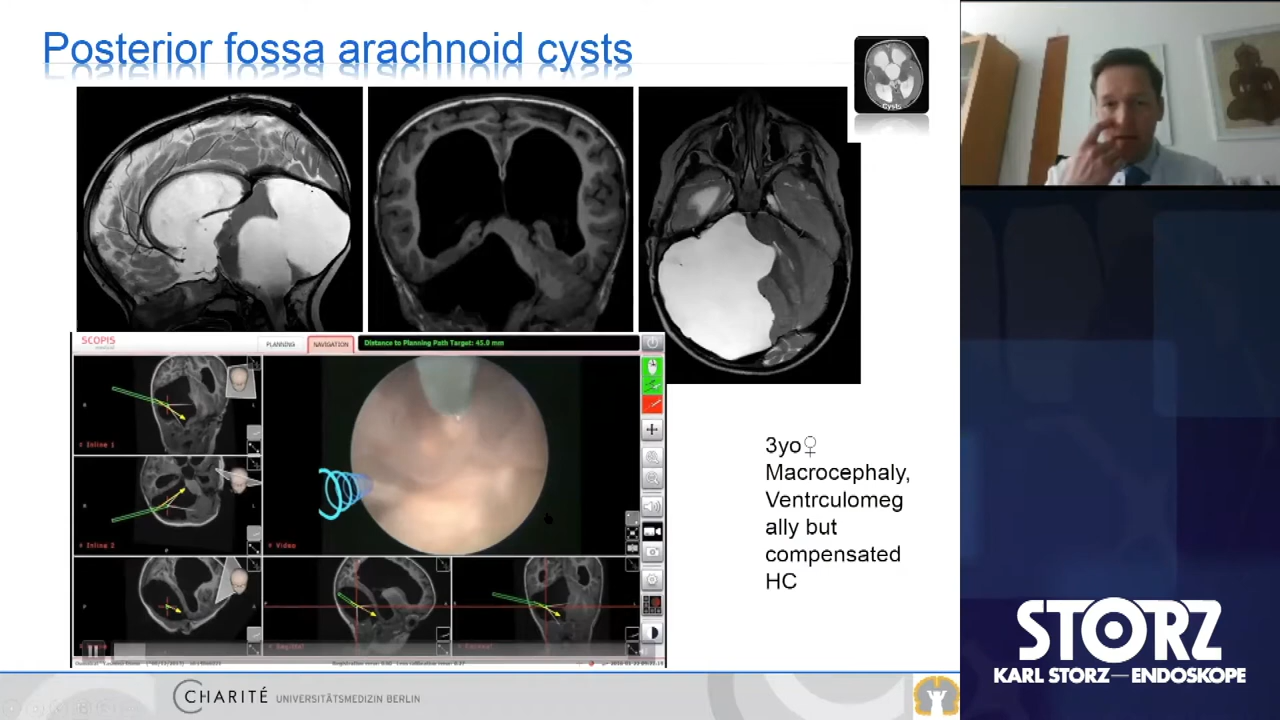 Posterior fossa arachnoid cysts
Cysts
SCOPIS
PLANNING
NAVIGATION
Distance to Planning Path Target: 45.0 mm
Inline 1
Inline 2
Video
Sagittal
3yo♀
Macrocephaly,
Ventrculomeg
ally but
compensated
HC
CHARITÉ UNIVERSITÄTSMEDIZIN BERLIN
STORZ
KARL STORZ—ENDOSKOPE